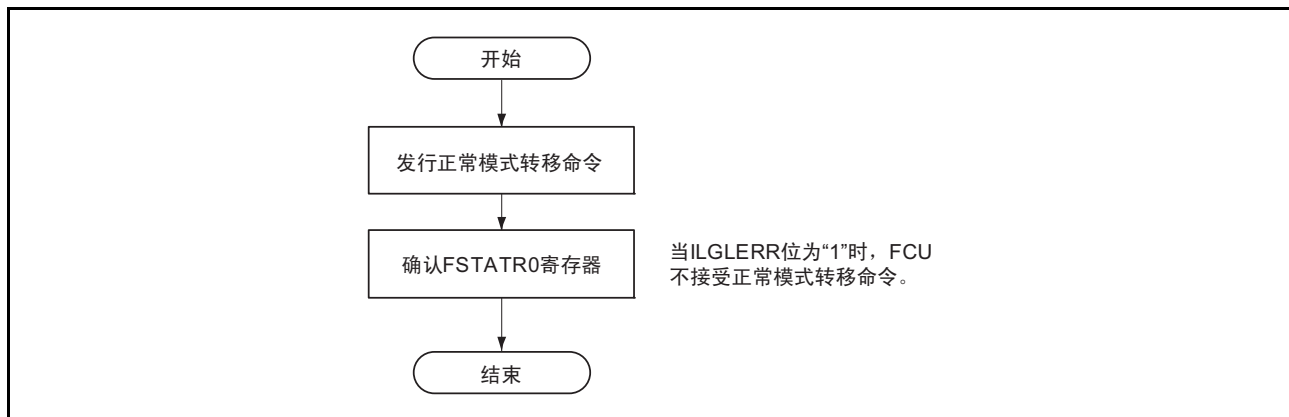 开始
发行正常模式转移命令
确认FSTATR0寄存器
当ILGLERR位为“1”时，FCU
不接受正常模式转移命令。
结束